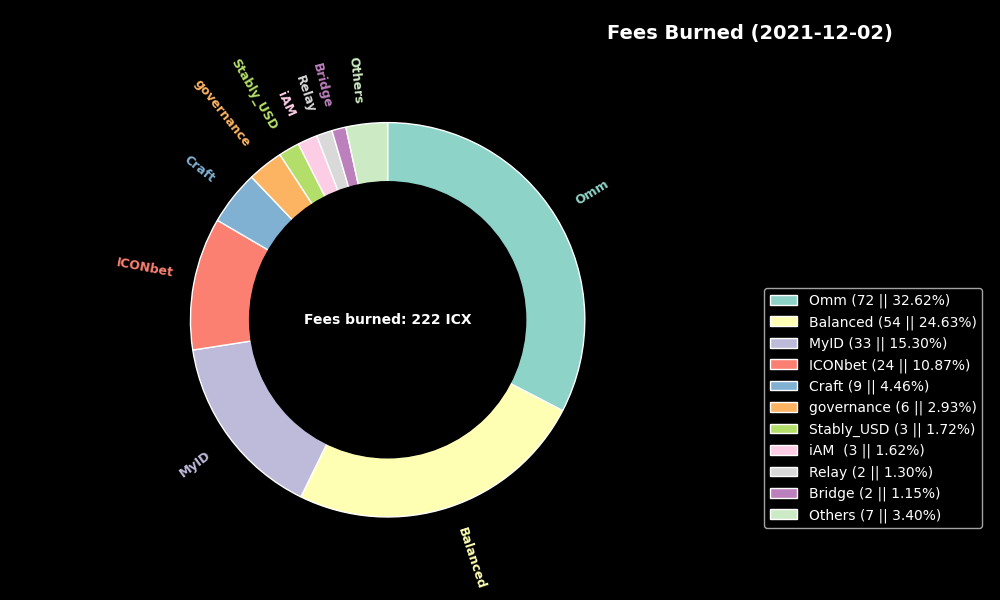 Fees Burned (2021-12-02)
Others
Bridge
Relay
iAM
Stably_USD
governance
Craft
ICONbet
MyID
Balanced
Omm
Fees burned: 222 ICX
Omm (72 || 32.62%)
Balanced (54 || 24.63%)
MyID (33 || 15.30%)
ICONbet (24 || 10.87%)
Craft (9 || 4.46%)
governance (6 || 2.93%)
Stably_USD (3 || 1.72%)
iAM  (3 || 1.62%)
Relay (2 || 1.30%)
Bridge (2 || 1.15%)
Others (7 || 3.40%)